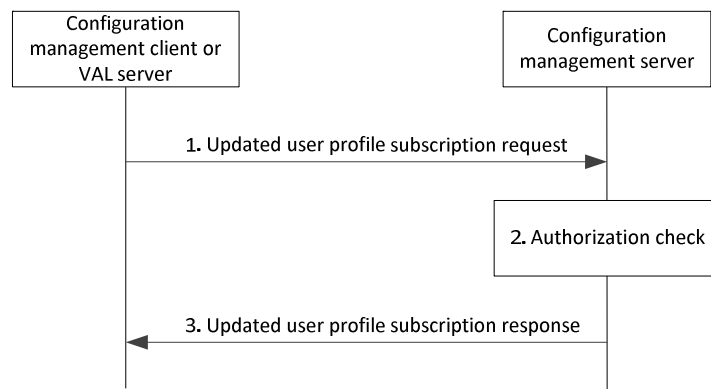 Configuration
management client or
VAL server
Configuration
management server
1. Updated user profile subscription request
2. Authorization check
3. Updated user profile subscription response